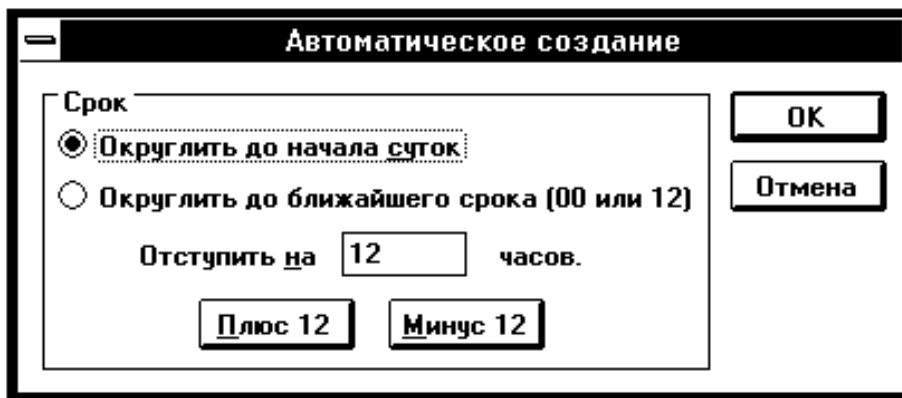 Автоматическое создание
Срок
Округлить до начала суток
Округлить до ближайшего срока (00 или 12)
Отступить на 12 часов.
Плюс 12 Минус 12
OK
Отмена